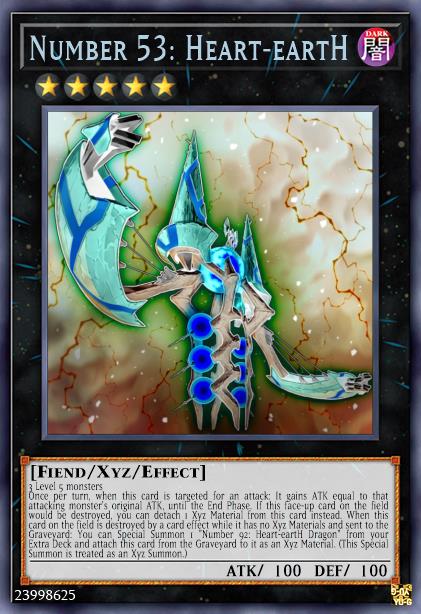 Number 53: Heart-eartH
DARK
闇
[Fiend/Xyz/Effect]
3 Level 5 monsters
Once per turn, when this card is targeted for an attack: It gains ATK equal to that
attacking monster's original ATK, until the End Phase. If this face-up card on the field
would be destroyed, you can detach 1 Xyz Material from this card instead. When this
card on the field is destroyed by a card effect while it has no Xyz Materials and sent to the
Graveyard: You can Special Summon 1 "Number 92: Heart-eartH Dragon" from your
Extra Deck and attach this card from the Graveyard to it as an Xyz Material. (This Special
Summon is treated as an Xyz Summon.)
ATK/ 100 DEF/ 100
23998625